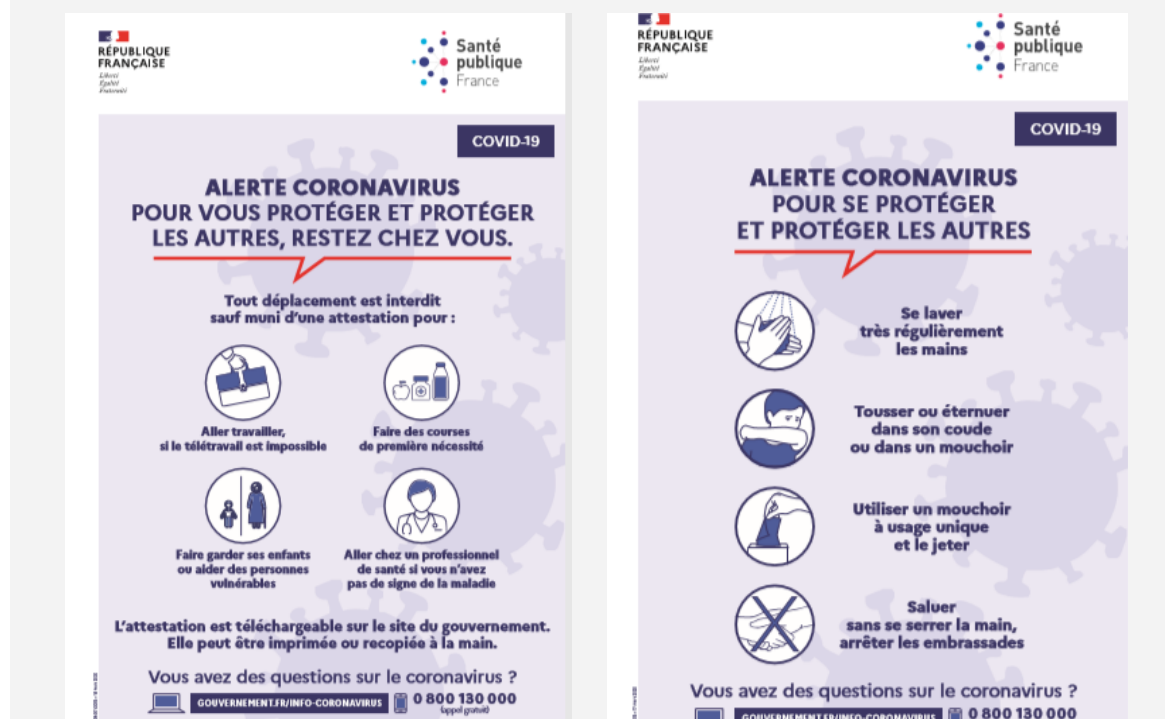 RÉPUBLIQUE
FRANÇAISE
Liberté
Égalité
Fraternité
Santé
publique
France
COVID-19
ALERTE CORONAVIRUS
POUR VOUS PROTÉGER ET PROTÉGER
LES AUTRES, RESTEZ CHEZ VOUS.
Tout déplacement est interdit
sauf muni d'une attestation pour :
Aller travailler,
si le télétravail est impossible
Faire des courses
de première nécessité
Faire garder ses enfants
ou aider des personnes
vulnérables
Aller chez un professionnel
de santé si vous n'avez
pas de signe de la maladie
L'attestation est téléchargeable sur le site du gouvernement.
Elle peut être imprimée ou recopiée à la main.
Vous avez des questions sur le coronavirus ?
GOUVERNEMENT.FR/INFO-CORONAVIRUS
0 800 130 000
(appel gratuit)
RÉPUBLIQUE
FRANÇAISE
Liberté
Égalité
Fraternité
Santé
publique
France
COVID-19
ALERTE CORONAVIRUS
POUR SE PROTÉGER
ET PROTÉGER LES AUTRES
Se laver
très régulièrement
les mains
Tousser ou éternuer
dans son coude
ou dans un mouchoir
Utiliser un mouchoir
à usage unique
et le jeter
Saluer
sans se serrer la main,
arrêter les embrassades
Vous avez des questions sur le coronavirus ?
GOUVERNEMENT.FR/INFO-CORONAVIRUS
0 800 130 000